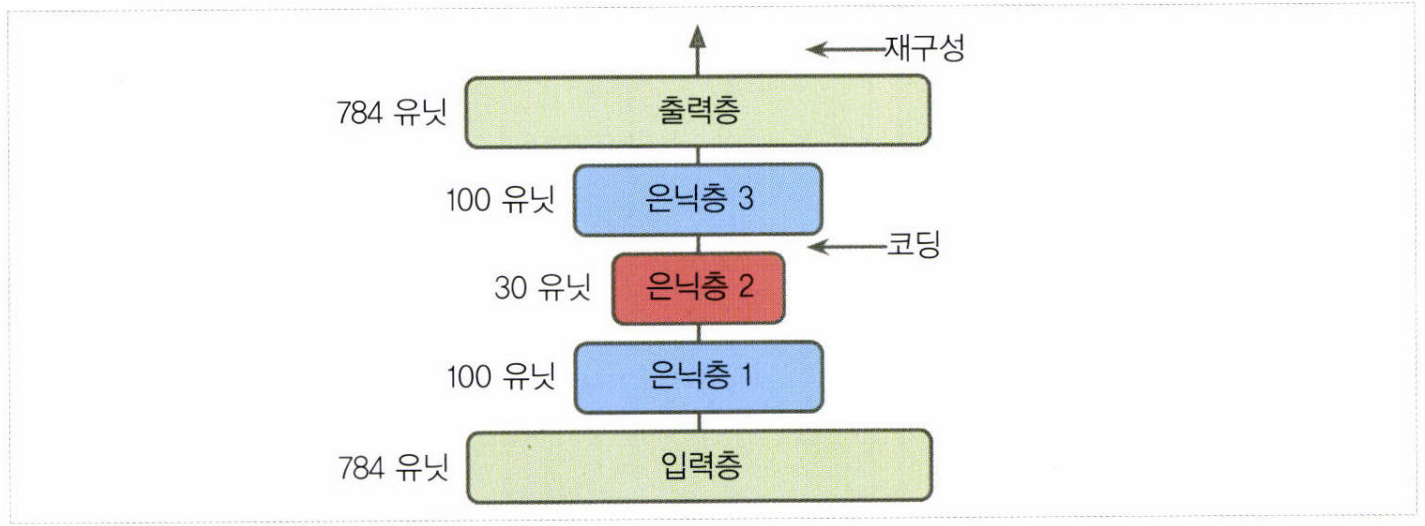 재구성
784 유닛 출력층
100 유닛 은닉층 3
코딩
30 유닛 은닉층 2
100 유닛 은닉층 1
784 유닛 입력층